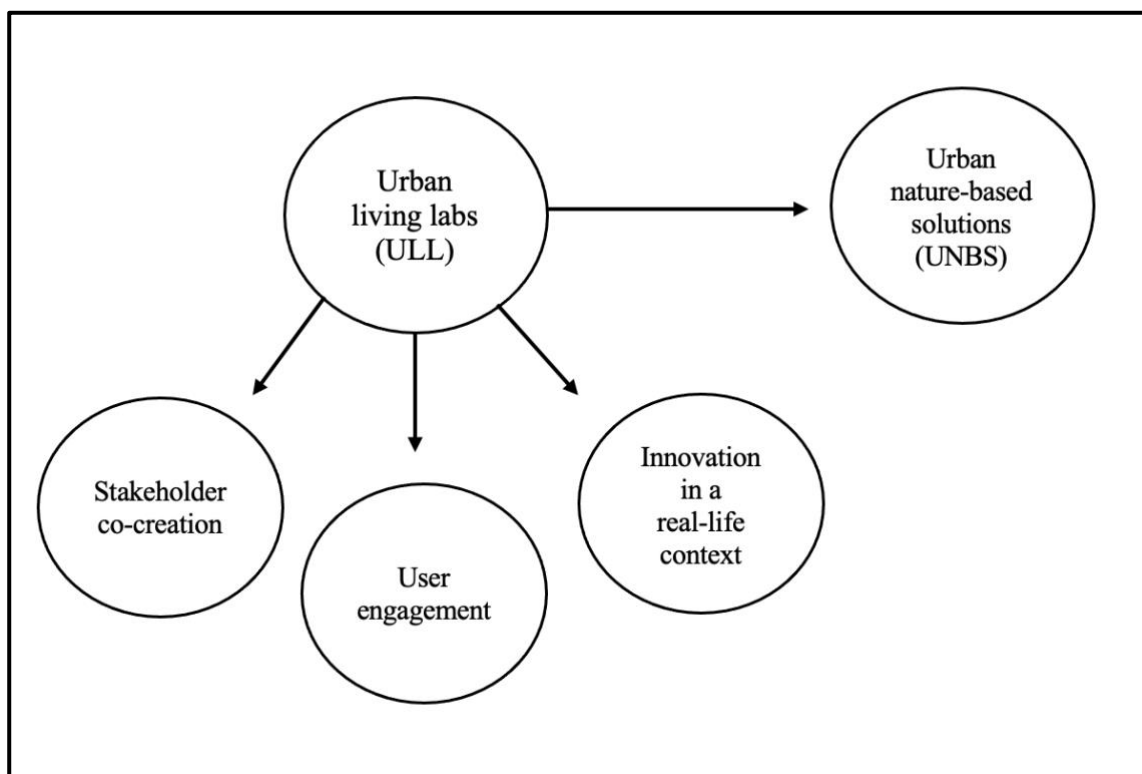 Urban
living labs
(ULL)
Urban
nature-based
solutions
(UNBS)
Stakeholder
co-creation
User
engagement
Innovation
in a
real-life
context